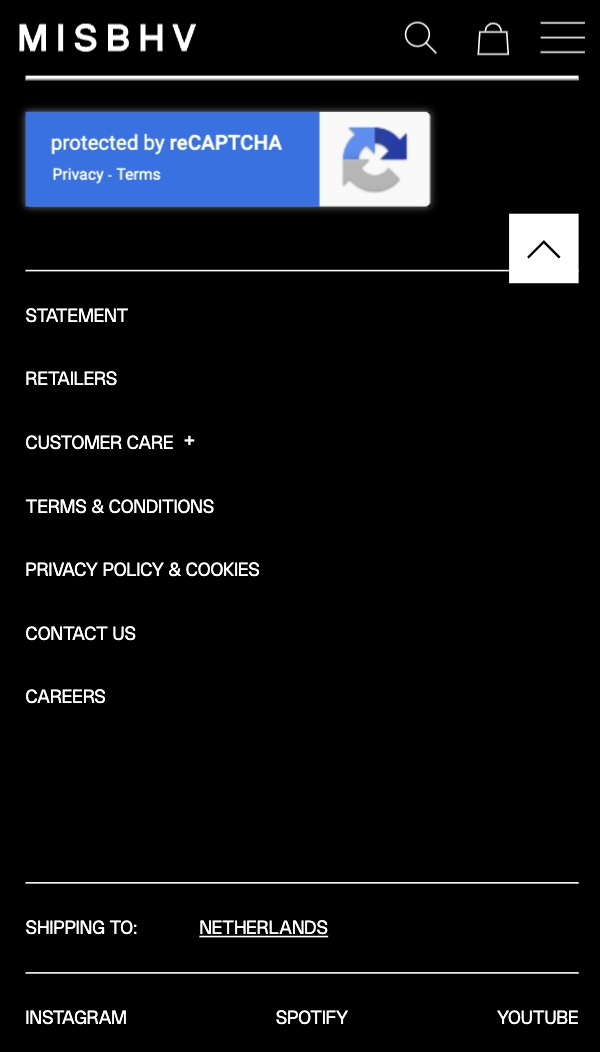 MISBHV
protected by reCAPTCHA
Privacy - Terms
STATEMENT
RETAILERS
CUSTOMER CARE +
TERMS & CONDITIONS
PRIVACY POLICY & COOKIES
CONTACT US
CAREERS
SHIPPING TO: NETHERLANDS
INSTAGRAM SPOTIFY YOUTUBE